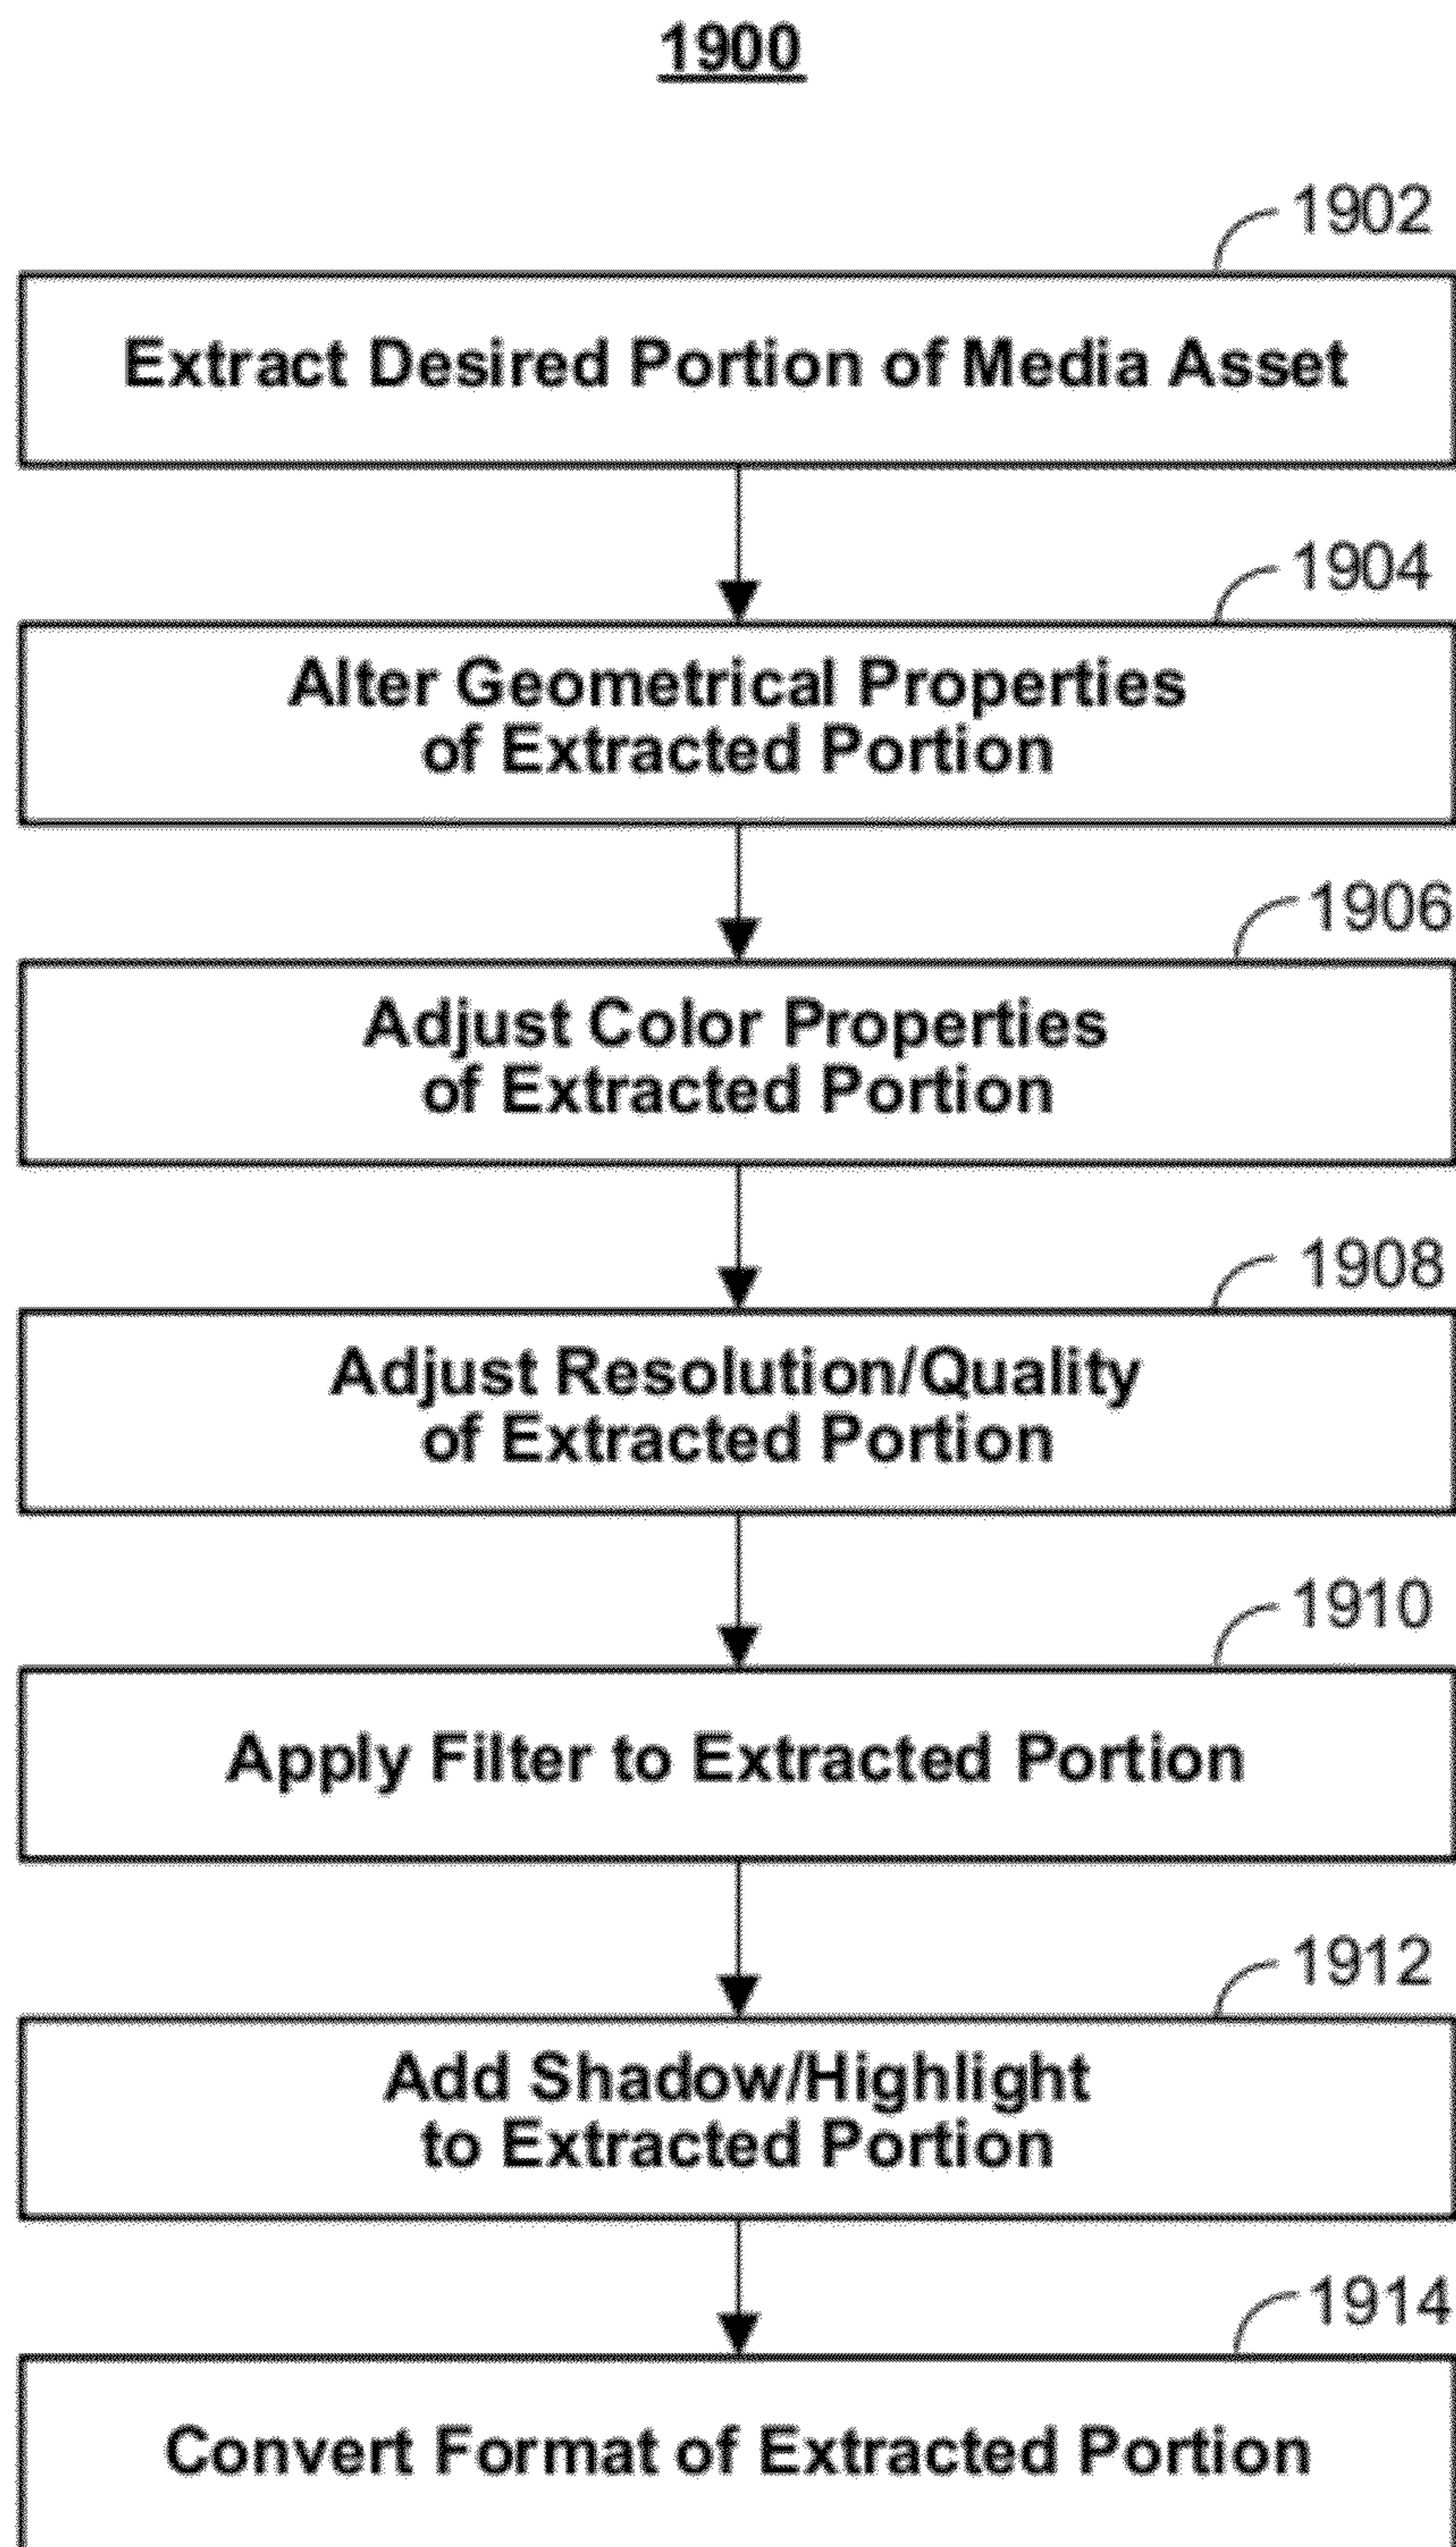 1900
1902
Extract Desired Portion of Media Asset
1904
Alter Geometrical Properties
of Extracted Portion
1906
Adjust Color Properties
of Extracted Portion
1908
Adjust Resolution/Quality
of Extracted Portion
1910
Apply Filter to Extracted Portion
1912
Add Shadow/Highlight
to Extracted Portion
1914
Convert Format of Extracted Portion